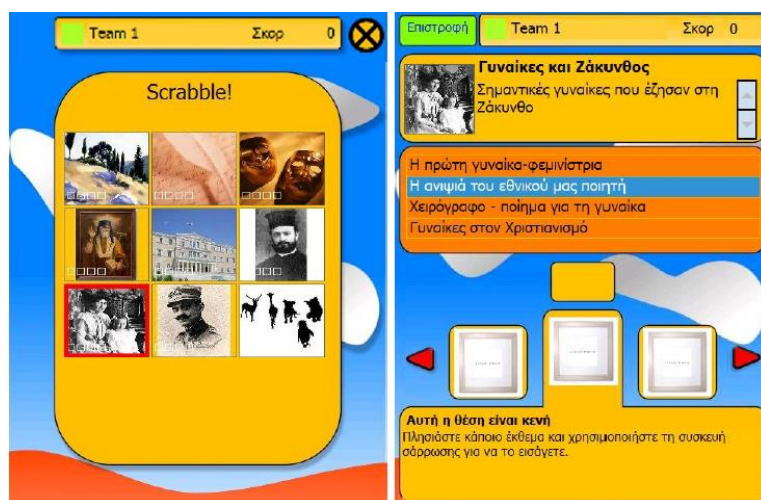 Team 1 Σκορ 0
Scrabble!
Επιστροφή Team 1 Σκορ 0
Γυναίκες και Ζάκυνθος
Σημαντικές γυναίκες που έζησαν στη
Ζάκυνθο
Η πρώτη γυναίκα-φεμινίστρια
Η ανιψιά του εθνικού μας ποιητή
Χειρόγραφο - ποίημα για τη γυναίκα
Γυναίκες στον Χριστιανισμό
Αυτή η θέση είναι κενή
Πλησιάστε κάποιο έκθεμα και χρησιμοποιήστε τη συσκευή
σάρρωσης για να το εισάγετε.